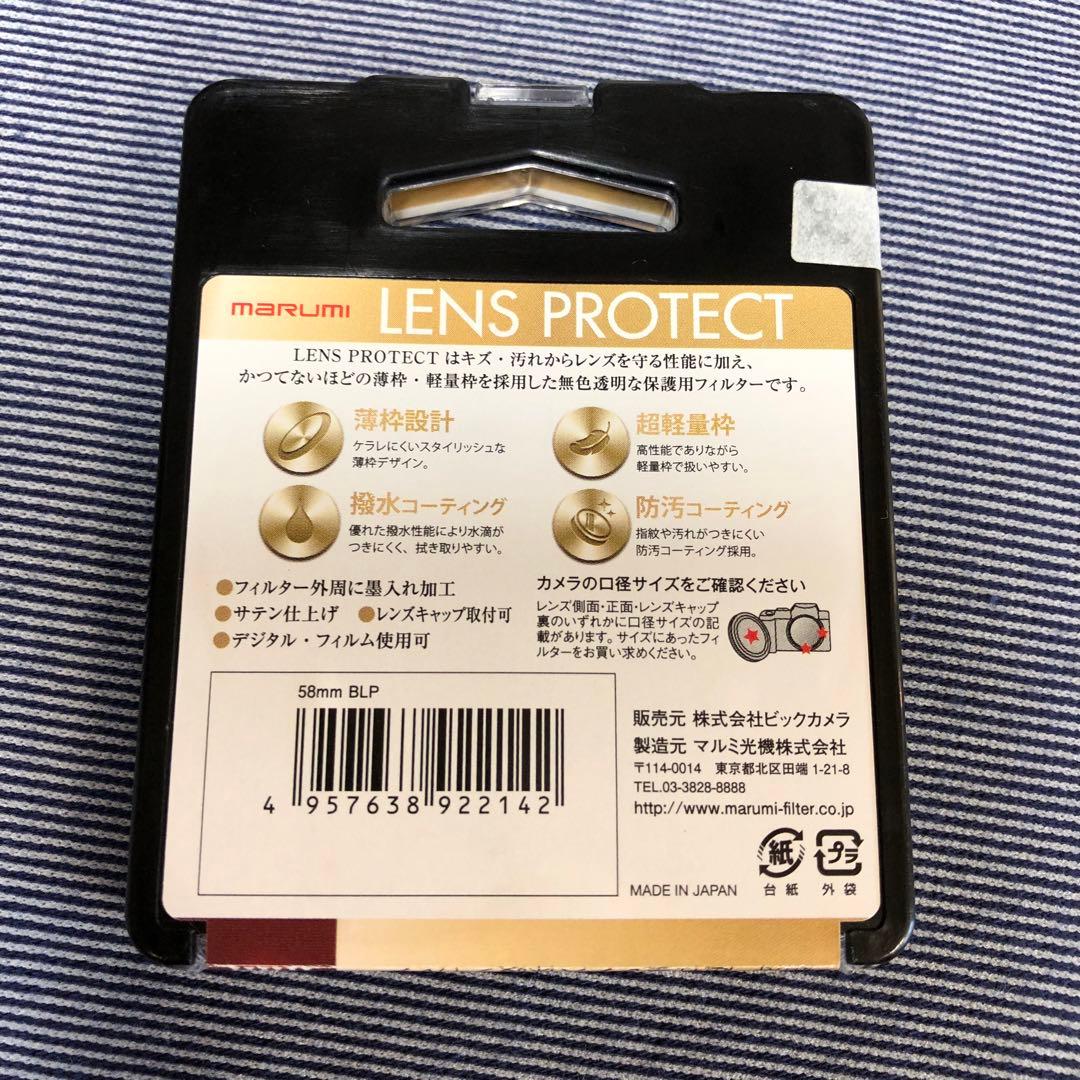 marumi LENS PROTECT
LENS PROTECT はキズ・汚れからレンズを守る性能に加え、
かつてないほどの薄枠・軽量枠を採用した無色透明な保護用フィルターです。
薄枠設計
ケラレにくいスタイリッシュな
薄枠デザイン。
超軽量枠
高性能でありながら
軽量枠で扱いやすい。
撥水コーティング
優れた撥水性能により水滴が
つきにくく、拭き取りやすい。
防汚コーティング
指紋や汚れがつきにくい
防汚コーティング採用。
●フィルター外周に墨入れ加工
●サテン仕上げ ●レンズキャップ取付可
●デジタル・フィルム使用可
カメラの口径サイズをご確認ください
レンズ側面・正面・レンズキャップ
裏のいずれかに口径サイズの記
載があります。サイズにあったフィ
ルターをお買い求めください。
58mm BLP
4 957638 922142
販売元 株式会社ビックカメラ
製造元 マルミ光機株式会社
〒114-0014 東京都北区田端 1-21-8
TEL.03-3828-8888
http://www.marumi-filter.co.jp
紙 プラ
台紙 外袋
MADE IN JAPAN